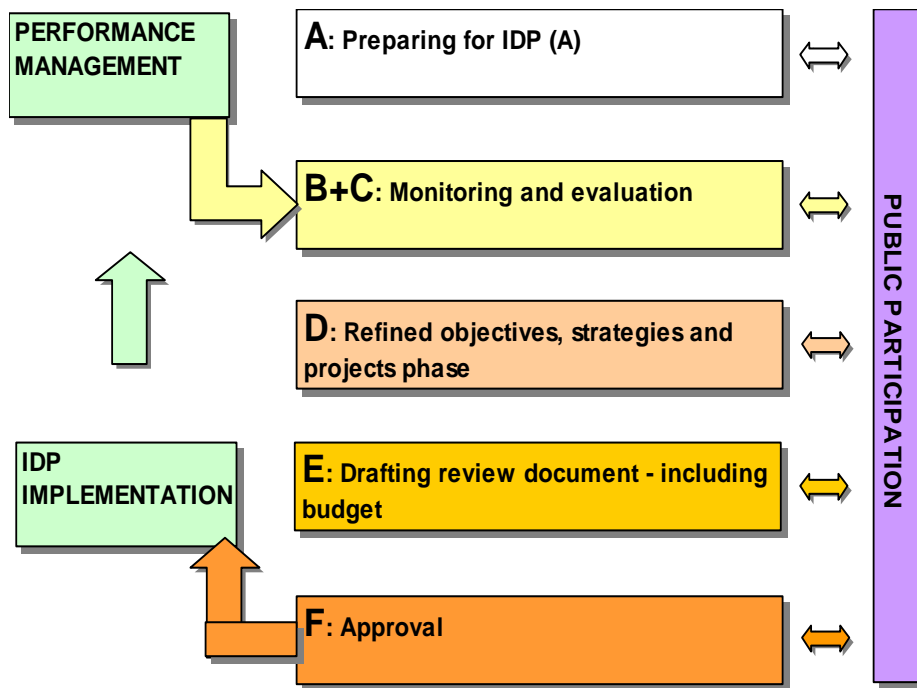 PERFORMANCE
MANAGEMENT
A: Preparing for IDP (A)
B+C: Monitoring and evaluation
D: Refined objectives, strategies and
projects phase
IDP
IMPLEMENTATION
E: Drafting review document - including
budget
F: Approval
PUBLIC PARTICIPATION